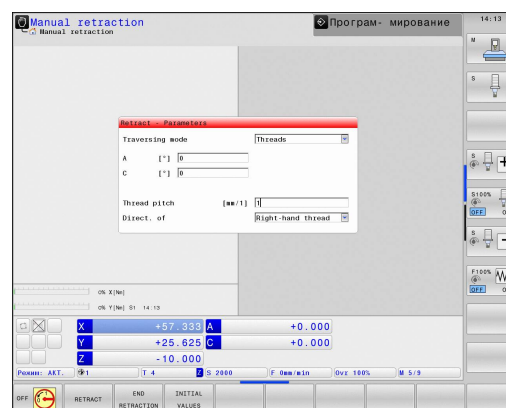 Manual retraction
Manual retraction
Програм- мирование
14:13
M
S
Retract - Parameters
Traversing mode Threads
A [°] 0
C [°] 0
Thread pitch [mm/1] 1
Direct. of Right-hand thread
S
S100%
OFF
S
F100%
OFF
0% X[Nm]
0% Y[Nm] S1 14:13
X +57.333 A +0.000
Y +25.625 C +0.000
Z -10.000
Режим: АКТ. 1 T 4 Z S 2000 F 0mm/min Ovr 100% M 5/9
OFF
RETRACT
END RETRACTION
INITIAL VALUES